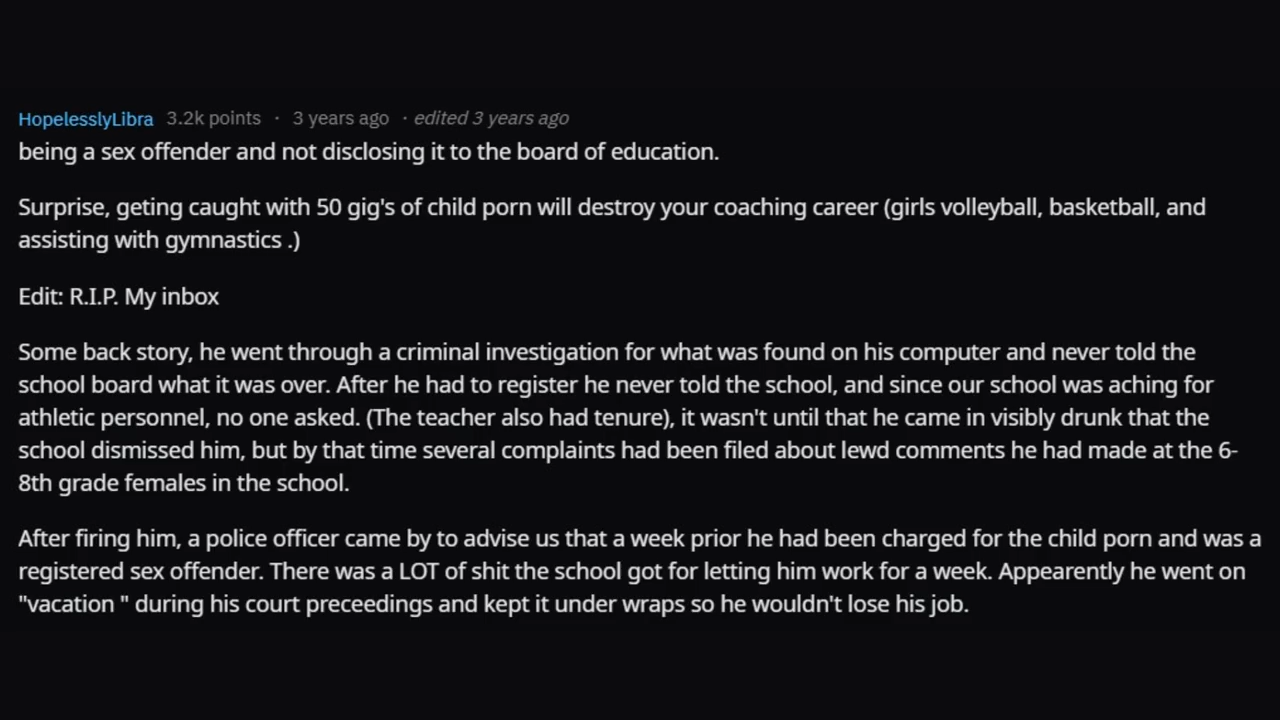 HopelesslyLibra 3.2k points · 3 years ago · edited 3 years ago
being a sex offender and not disclosing it to the board of education.
Surprise, geting caught with 50 gig's of child porn will destroy your coaching career (girls volleyball, basketball, and
assisting with gymnastics .)
Edit: R.I.P. My inbox
Some back story, he went through a criminal investigation for what was found on his computer and never told the
school board what it was over. After he had to register he never told the school, and since our school was aching for
athletic personnel, no one asked. (The teacher also had tenure), it wasn't until that he came in visibly drunk that the
school dismissed him, but by that time several complaints had been filed about lewd comments he had made at the 6-
8th grade females in the school.
After firing him, a police officer came by to advise us that a week prior he had been charged for the child porn and was a
registered sex offender. There was a LOT of shit the school got for letting him work for a week. Appearently he went on
"vacation " during his court preceedings and kept it under wraps so he wouldn't lose his job.